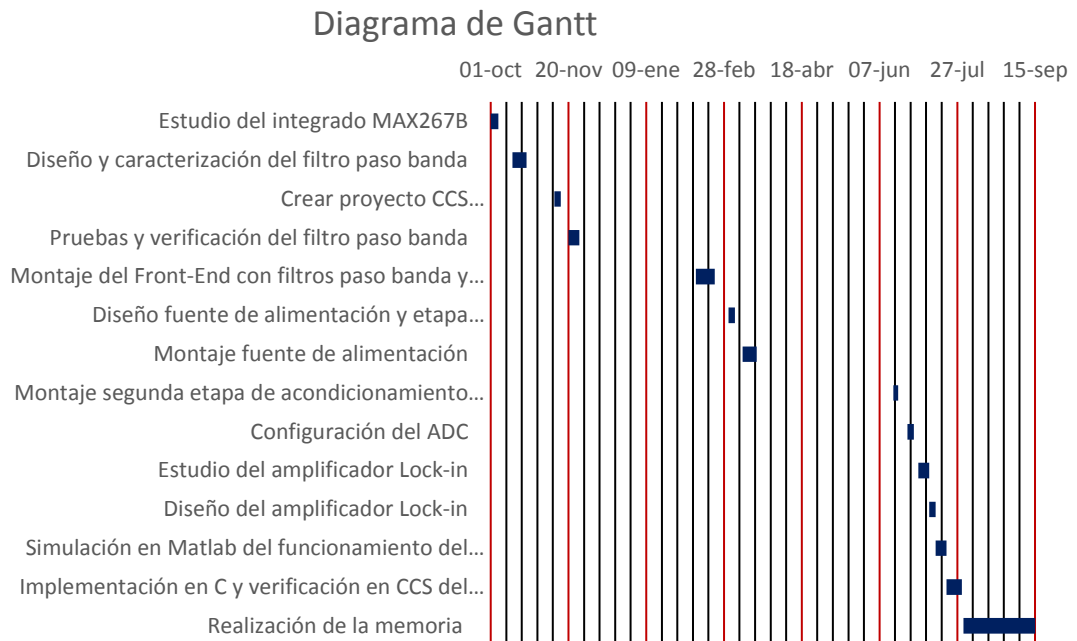 Diagrama de Gantt
01-oct 20-nov 09-ene 28-feb 18-abr 07-jun 27-jul 15-sep
Estudio del integrado MAX267B
Diseño y caracterización del filtro paso banda
Crear proyecto CCS...
Pruebas y verificación del filtro paso banda
Montaje del Front-End con filtros paso banda y...
Diseño fuente de alimentación y etapa...
Montaje fuente de alimentación
Montaje segunda etapa de acondicionamiento...
Configuración del ADC
Estudio del amplificador Lock-in
Diseño del amplificador Lock-in
Simulación en Matlab del funcionamiento del...
Implementación en C y verificación en CCS del...
Realización de la memoria